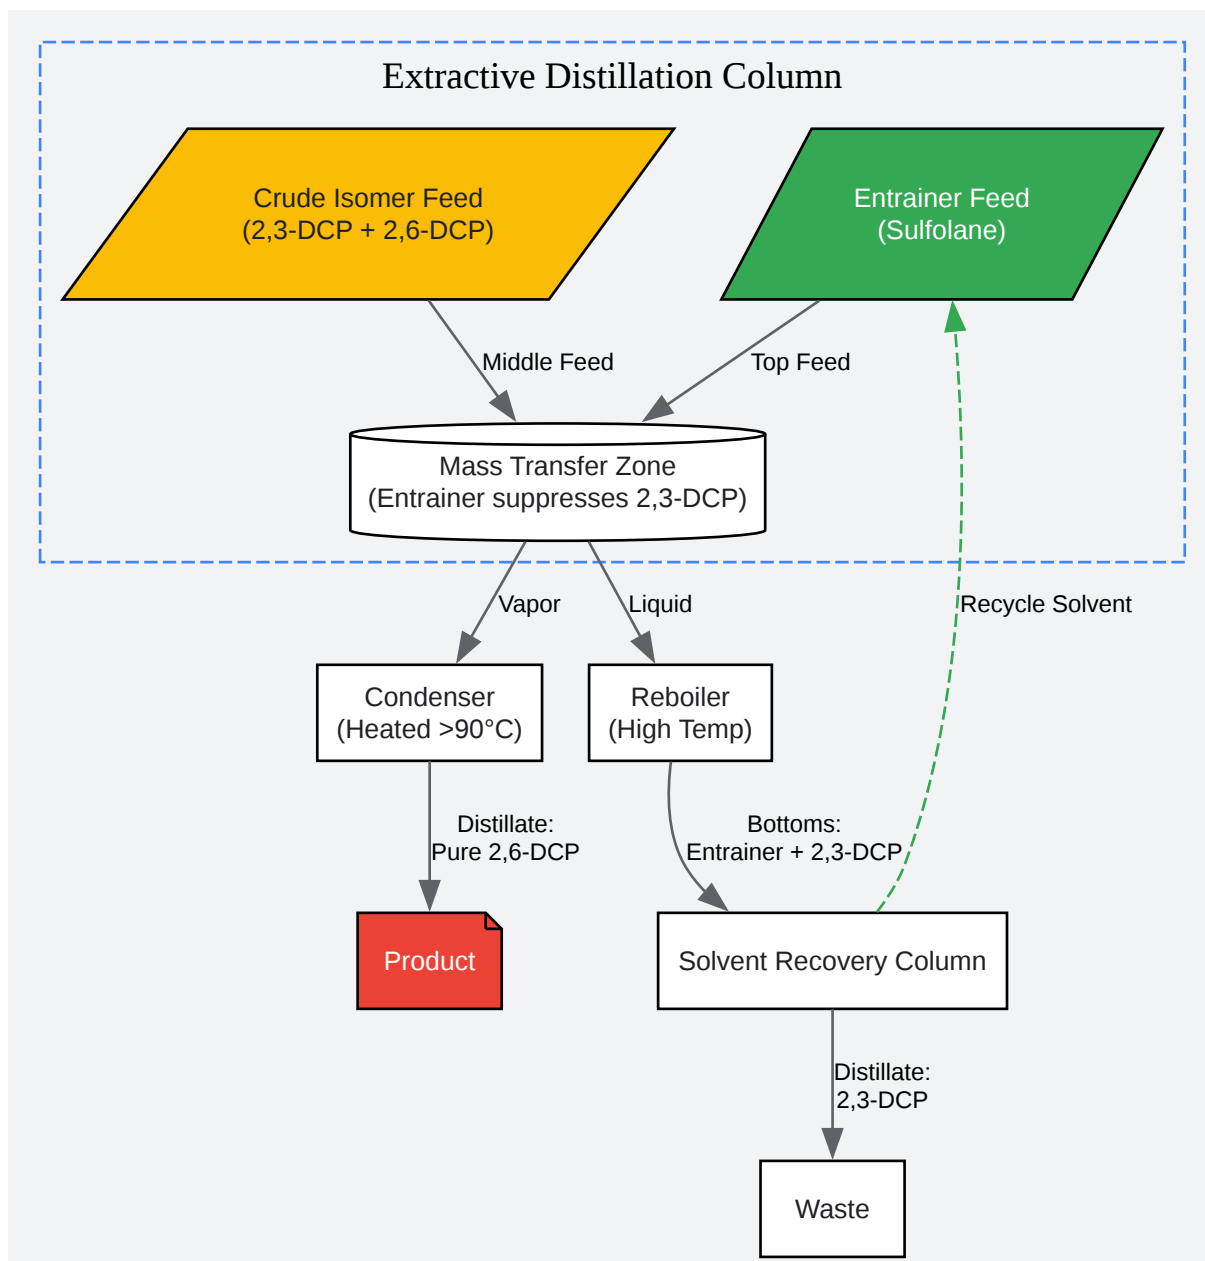 Extractive Distillation Column
Crude Isomer Feed
(2,3-DCP + 2,6-DCP)
Entrainer Feed
(Sulfolane)
Middle Feed
Top Feed
Mass Transfer Zone
(Entrainer suppresses 2,3-DCP)
Vapor
Liquid
Recycle Solvent
Condenser
(Heated >90°C)
Reboiler
(High Temp)
Distillate:
Pure 2,6-DCP
Bottoms:
Entrainer + 2,3-DCP
Product
Solvent Recovery Column
Distillate:
2,3-DCP
Waste